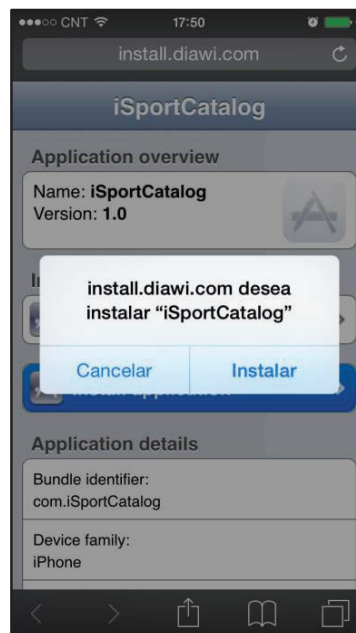 CNT 17:50
install.diawi.com
iSportCatalog
Application overview
Name: iSportCatalog
Version: 1.0
install.diawi.com desea
instalar “iSportCatalog”
Cancelar Instalar
Application details
Bundle identifier:
com.iSportCatalog
Device family:
iPhone